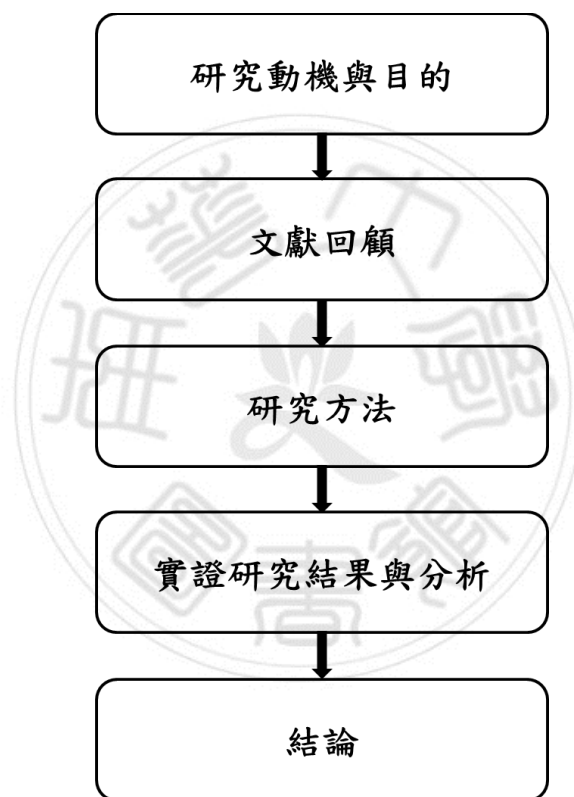 研究動機與目的
文獻回顧
研究方法
實證研究結果與分析
結論